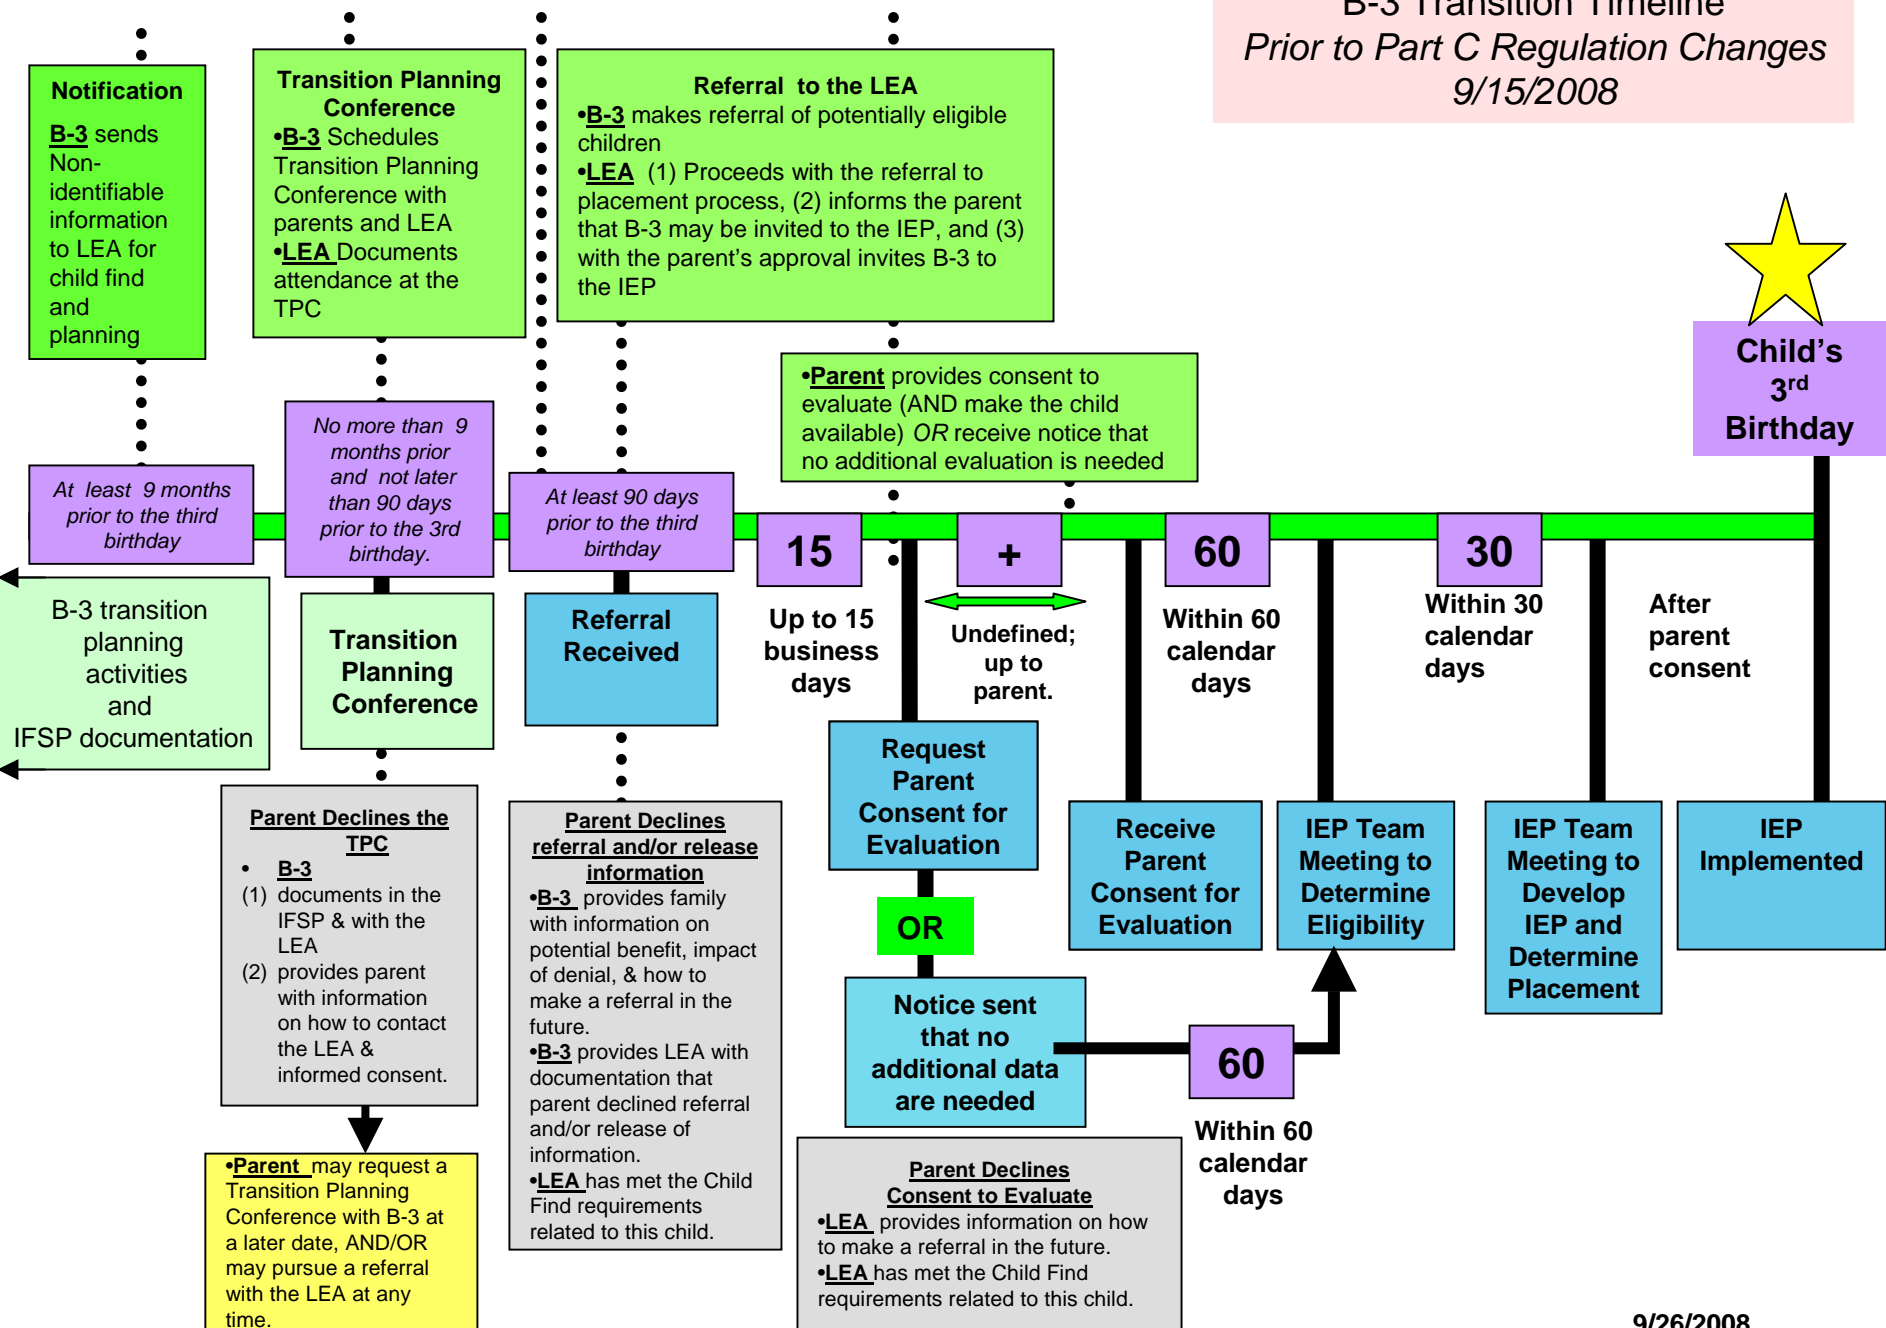 B-3 Transition Timeline
Prior to Part C Regulation Changes
9/15/2008
Notification
B-3 sends
Non-
identifiable
information
to LEA for
child find
and
planning
Transition Planning
Conference
•B-3 Schedules
Transition Planning
Conference with
parents and LEA
•LEA Documents
attendance at the
TPC
Referral to the LEA
•B-3 makes referral of potentially eligible
children
•LEA (1) Proceeds with the referral to
placement process, (2) informs the parent
that B-3 may be invited to the IEP, and (3)
with the parent's approval invites B-3 to
the IEP
•Parent provides consent to
evaluate (AND make the child
available) OR receive notice that
no additional evaluation is needed
Child's
3rd
Birthday
At least 9 months
prior to the third
birthday
No more than 9
months prior
and not later
than 90 days
prior to the 3rd
birthday.
At least 90 days
prior to the third
birthday
15
+
60
30
B-3 transition
planning
activities
and
IFSP documentation
Transition
Planning
Conference
Referral
Received
Up to 15
business
days
Undefined;
up to
parent.
Within 60
calendar
days
Within 30
calendar
days
After
parent
consent
Request
Parent
Consent for
Evaluation
OR
Notice sent
that no
additional data
are needed
Receive
Parent
Consent for
Evaluation
IEP Team
Meeting to
Determine
Eligibility
IEP Team
Meeting to
Develop
IEP and
Determine
Placement
IEP
Implemented
60
Within 60
calendar
days
Parent Declines the
TPC
• B-3
(1) documents in the
IFSP & with the
LEA
(2) provides parent
with information
on how to contact
the LEA &
informed consent.
•Parent may request a
Transition Planning
Conference with B-3 at
a later date, AND/OR
may pursue a referral
with the LEA at any
time.
Parent Declines
referral and/or release
information
•B-3 provides family
with information on
potential benefit, impact
of denial, & how to
make a referral in the
future.
•B-3 provides LEA with
documentation that
parent declined referral
and/or release of
information.
•LEA has met the Child
Find requirements
related to this child.
Parent Declines
Consent to Evaluate
•LEA provides information on how
to make a referral in the future.
•LEA has met the Child Find
requirements related to this child.
9/26/2008